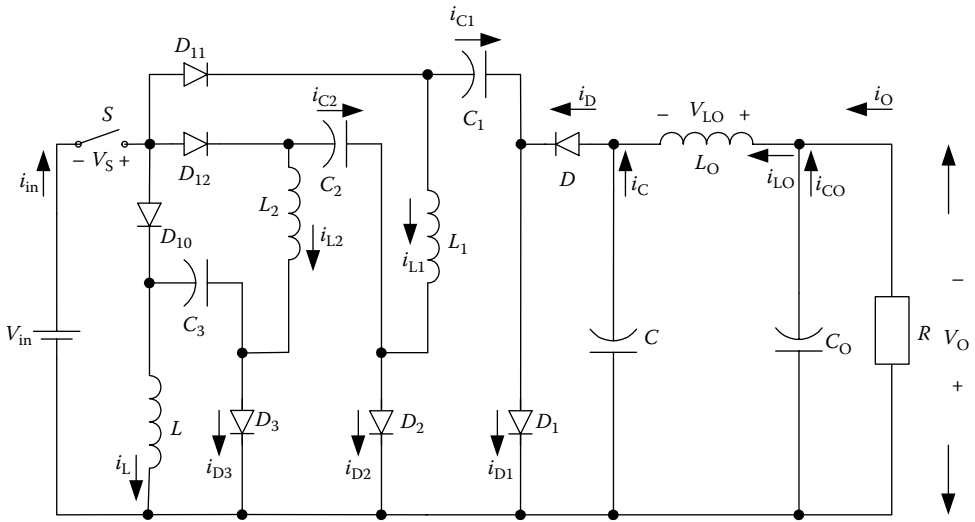 i_C1
D_11
C_1
i_C2
i_D
− V_LO +
i_O
S
− V_S +
i_in
D_12
C_2
D
i_C
L_O
i_LO
i_CO
L_2
D_10
i_L2
i_L1
L_1
C_3
−
V_in
C
C_O
R
V_O
+
L
D_3
D_2
D_1
i_L
i_D3
i_D2
i_D1